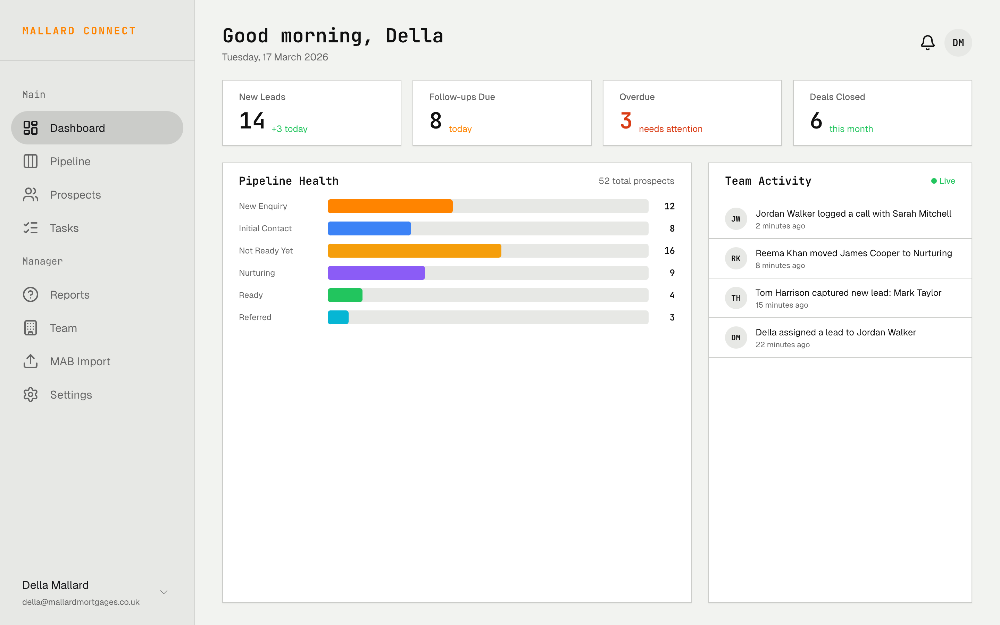 MALLARD CONNECT
Main
Dashboard
Pipeline
Prospects
Tasks
Manager
Reports
Team
MAB Import
Settings
Della Mallard
della@mallardmortgages.co.uk
Good morning, Della
Tuesday, 17 March 2026
DM
New Leads
14 +3 today
Follow-ups Due
8 today
Overdue
3 needs attention
Deals Closed
6 this month
Pipeline Health 52 total prospects
New Enquiry 12
Initial Contact 8
Not Ready Yet 16
Nurturing 9
Ready 4
Referred 3
Team Activity Live
JW
Jordan Walker logged a call with Sarah Mitchell
2 minutes ago
RK
Reema Khan moved James Cooper to Nurturing
8 minutes ago
TH
Tom Harrison captured new lead: Mark Taylor
15 minutes ago
DM
Della assigned a lead to Jordan Walker
22 minutes ago